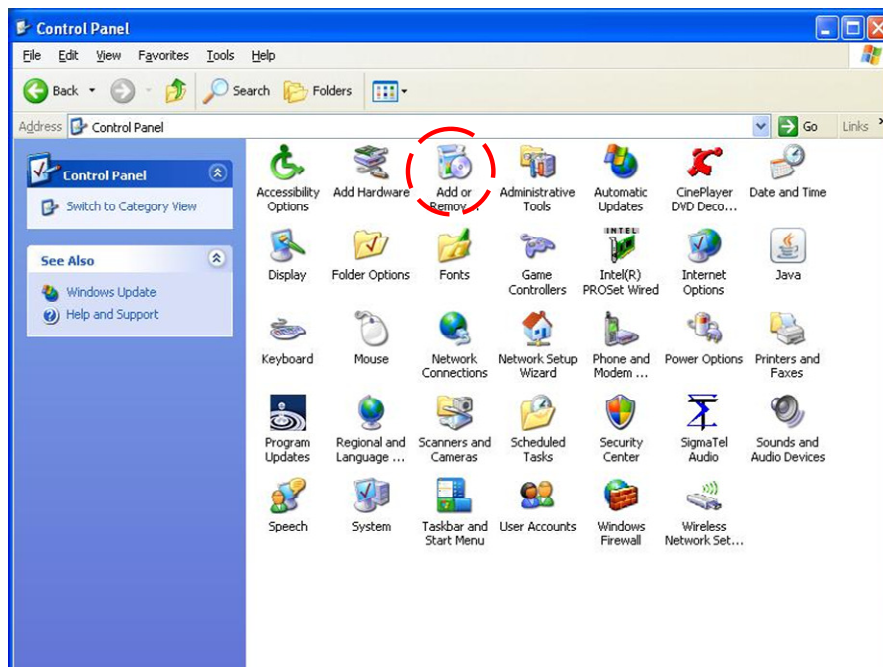 Control Panel
File Edit View Favorites Tools Help
Back Search Folders
Address Control Panel Go Links
Control Panel
Switch to Category View
See Also
Windows Update
Help and Support
Accessibility Options
Add Hardware
Add or Remov...
Administrative Tools
Automatic Updates
CinePlayer DVD Deco...
Date and Time
Display
Folder Options
Fonts
Game Controllers
INTEL
Intel(R) PROSet Wired
Internet Options
Java
Keyboard
Mouse
Network Connections
Network Setup Wizard
Phone and Modem ...
Power Options
Printers and Faxes
Program Updates
Regional and Language ...
Scanners and Cameras
Scheduled Tasks
Security Center
SigmaTel Audio
Sounds and Audio Devices
Speech
System
Taskbar and Start Menu
User Accounts
Windows Firewall
Wireless Network Set...